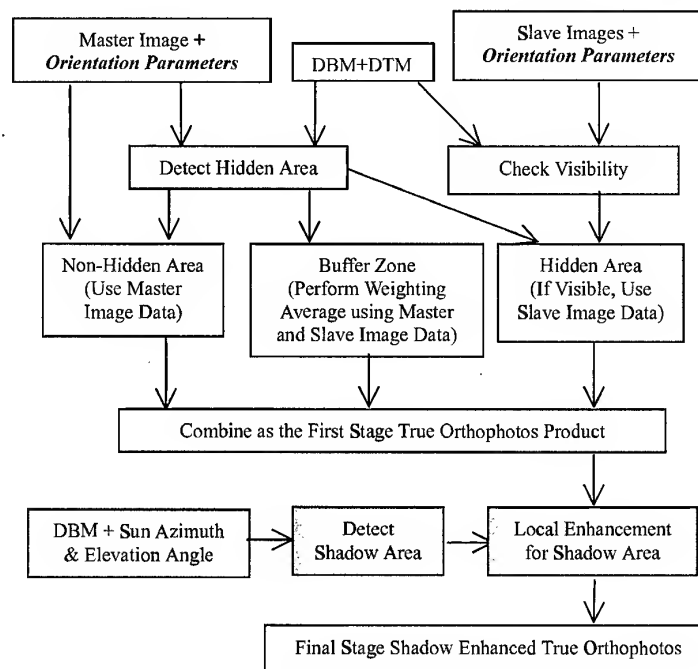 Master Image +
Orientation Parameters
DBM+DTM
Slave Images +
Orientation Parameters
Detect Hidden Area
Check Visibility
Non-Hidden Area
(Use Master
Image Data)
Buffer Zone
(Perform Weighting
Average using Master
and Slave Image Data)
Hidden Area
(If Visible, Use
Slave Image Data)
Combine as the First Stage True Orthophotos Product
DBM + Sun Azimuth
& Elevation Angle
Detect
Shadow Area
Local Enhancement
for Shadow Area
Final Stage Shadow Enhanced True Orthophotos